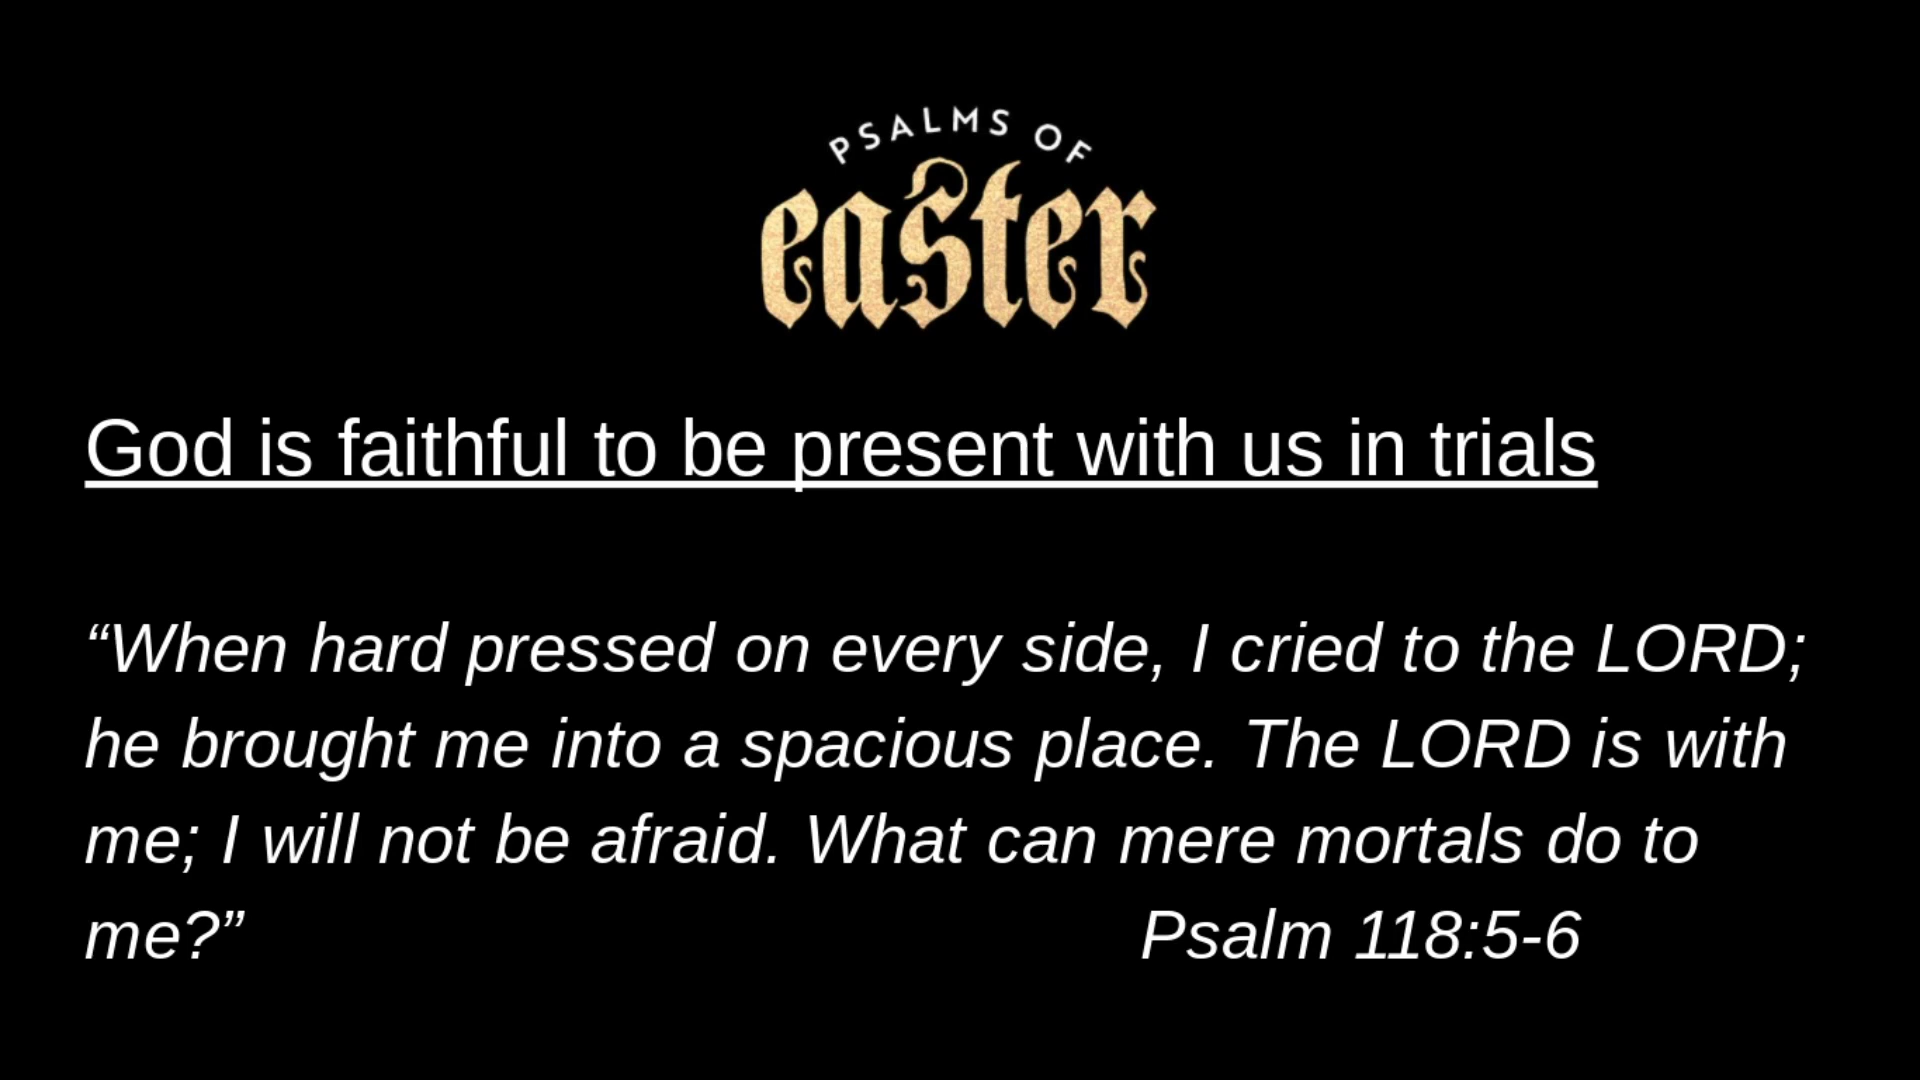 PSALMS OF
easter
God is faithful to be present with us in trials
“When hard pressed on every side, I cried to the LORD;
he brought me into a spacious place. The LORD is with
me; I will not be afraid. What can mere mortals do to
me?” Psalm 118:5-6